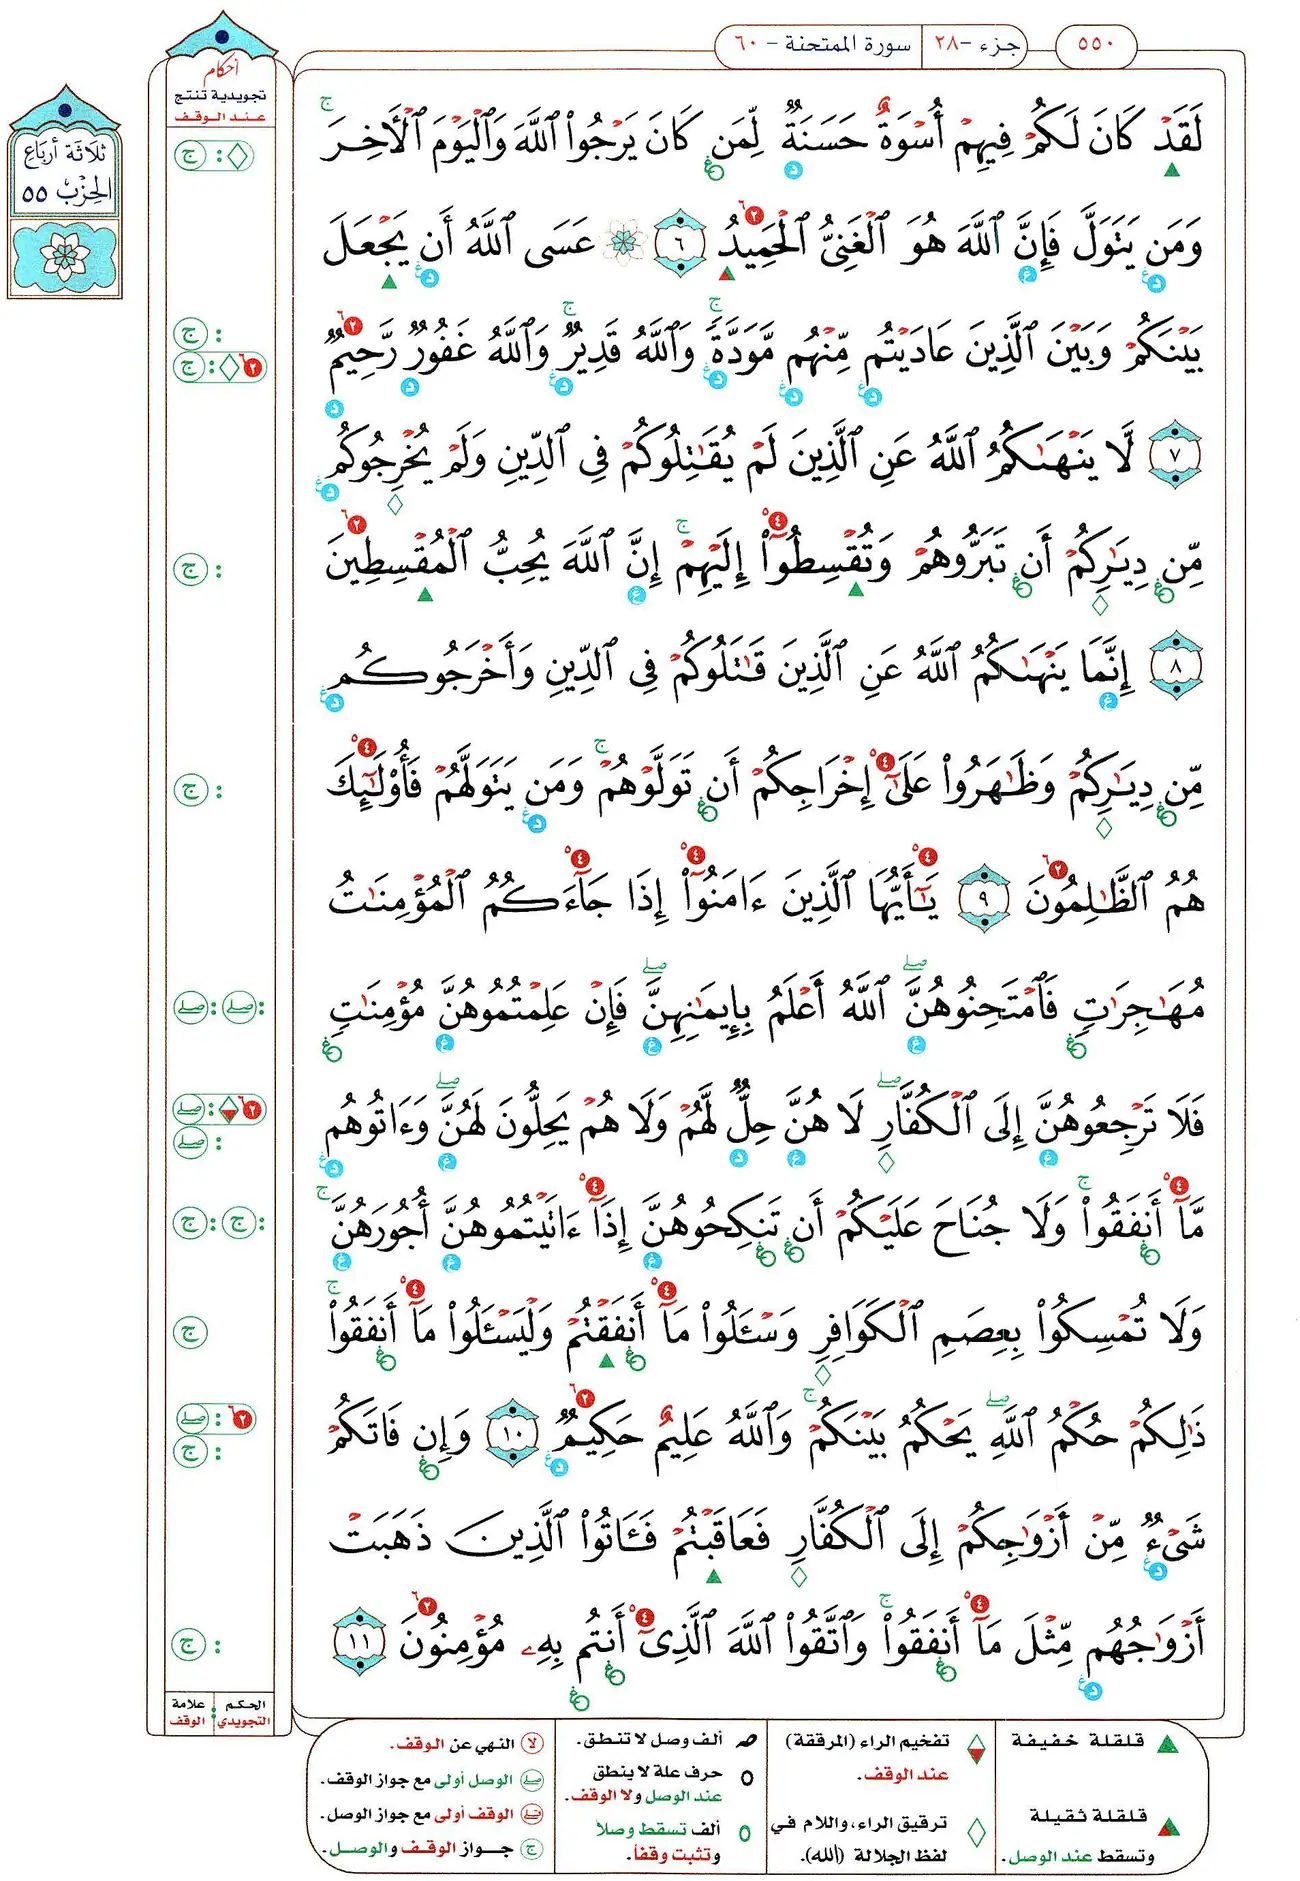 ٥٥٠
جزء -٢٨
سورة الممتحنة - ٦٠
أحكام
تجويدية تنتج
عند الوقف
ثلاثة أرباع
الحزب ٥٥
لَقَدْ كَانَ لَكُمْ فِيهِمْ أُسْوَةٌ حَسَنَةٌ لِّمَن كَانَ يَرْجُوا۟ ٱللَّهَ وَٱلْيَوْمَ ٱلْأَخِرَ ۚ
وَمَن يَتَوَلَّ فَإِنَّ ٱللَّهَ هُوَ ٱلْغَنِىُّ ٱلْحَمِيدُ ٦ ۞ عَسَى ٱللَّهُ أَن يَجْعَلَ
بَيْنَكُمْ وَبَيْنَ ٱلَّذِينَ عَادَيْتُم مِّنْهُم مَّوَدَّةً ۚ وَٱللَّهُ قَدِيرٌ ۚ وَٱللَّهُ غَفُورٌ رَّحِيمٌ
٧ لَّا يَنْهَىٰكُمُ ٱللَّهُ عَنِ ٱلَّذِينَ لَمْ يُقَٰتِلُوكُمْ فِى ٱلدِّينِ وَلَمْ يُخْرِجُوكُم
مِّن دِيَٰرِكُمْ أَن تَبَرُّوهُمْ وَتُقْسِطُوٓا۟ إِلَيْهِمْ ۚ إِنَّ ٱللَّهَ يُحِبُّ ٱلْمُقْسِطِينَ
٨ إِنَّمَا يَنْهَىٰكُمُ ٱللَّهُ عَنِ ٱلَّذِينَ قَٰتَلُوكُمْ فِى ٱلدِّينِ وَأَخْرَجُوكُم
مِّن دِيَٰرِكُمْ وَظَٰهَرُوا۟ عَلَىٰٓ إِخْرَاجِكُمْ أَن تَوَلَّوْهُمْ ۚ وَمَن يَتَوَلَّهُمْ فَأُو۟لَٰٓئِكَ
هُمُ ٱلظَّٰلِمُونَ ٩ يَٰٓأَيُّهَا ٱلَّذِينَ ءَامَنُوٓا۟ إِذَا جَآءَكُمُ ٱلْمُؤْمِنَٰتُ
مُهَٰجِرَٰتٍ فَٱمْتَحِنُوهُنَّ ۖ ٱللَّهُ أَعْلَمُ بِإِيمَٰنِهِنَّ ۖ فَإِنْ عَلِمْتُمُوهُنَّ مُؤْمِنَٰتٍ
فَلَا تَرْجِعُوهُنَّ إِلَى ٱلْكُفَّارِ ۖ لَا هُنَّ حِلٌّ لَّهُمْ وَلَا هُمْ يَحِلُّونَ لَهُنَّ ۖ وَءَاتُوهُم
مَّآ أَنفَقُوا۟ ۚ وَلَا جُنَاحَ عَلَيْكُمْ أَن تَنكِحُوهُنَّ إِذَآ ءَاتَيْتُمُوهُنَّ أُجُورَهُنَّ ۚ
وَلَا تُمْسِكُوا۟ بِعِصَمِ ٱلْكَوَافِرِ وَسْـَٔلُوا۟ مَآ أَنفَقْتُمْ وَلْيَسْـَٔلُوا۟ مَآ أَنفَقُوا۟ ۚ
ذَٰلِكُمْ حُكْمُ ٱللَّهِ ۖ يَحْكُمُ بَيْنَكُمْ ۚ وَٱللَّهُ عَلِيمٌ حَكِيمٌ ١٠ وَإِن فَاتَكُمْ
شَىْءٌ مِّنْ أَزْوَٰجِكُمْ إِلَى ٱلْكُفَّارِ فَعَاقَبْتُمْ فَـَٔاتُوا۟ ٱلَّذِينَ ذَهَبَتْ
أَزْوَٰجُهُم مِّثْلَ مَآ أَنفَقُوا۟ ۚ وَٱتَّقُوا۟ ٱللَّهَ ٱلَّذِىٓ أَنتُم بِهِۦ مُؤْمِنُونَ ١١
الحكم التجويدي
علامة الوقف
قلقلة خفيفة
قلقلة ثقيلة
وتسقط عند الوصل.
تفخيم الراء (المرققة)
عند الوقف.
ترقيق الراء، واللام في
لفظ الجلالة (الله).
ألف وصل لا تنطق.
حرف علة لا ينطق
عند الوصل ولا الوقف.
ألف تسقط وصلاً
وتثبت وقفاً.
لا النهي عن الوقف.
صلے الوصل أولى مع جواز الوقف.
قلے الوقف أولى مع جواز الوصل.
ج جواز الوقف والوصل.